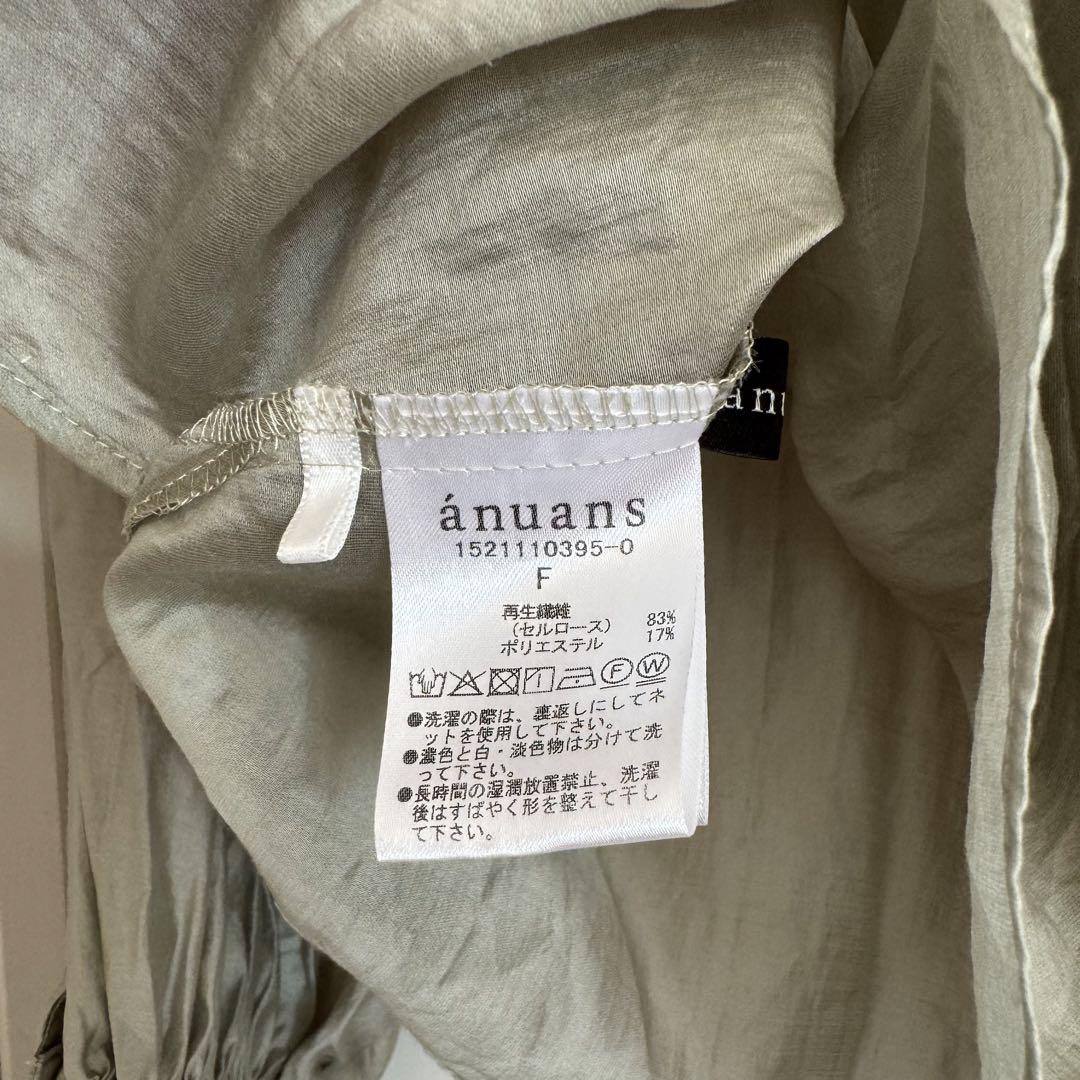 ánuans
1521110395-0
F
再生繊維
(セルロース) 83%
ポリエステル 17%
F W
●洗濯の際は、裏返しにしてネ
ットを使用して下さい。
●濃色と白・淡色物は分けて洗
って下さい。
●長時間の湿潤放置禁止、洗濯
後はすばやく形を整えて干し
て下さい。